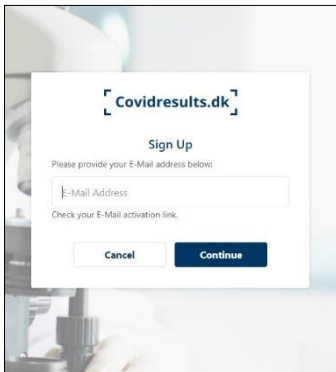 Covidresults.dk
Sign Up
Please provide your E-Mail address below:
E-Mail Address
Check your E-Mail activation link.
Cancel
Continue